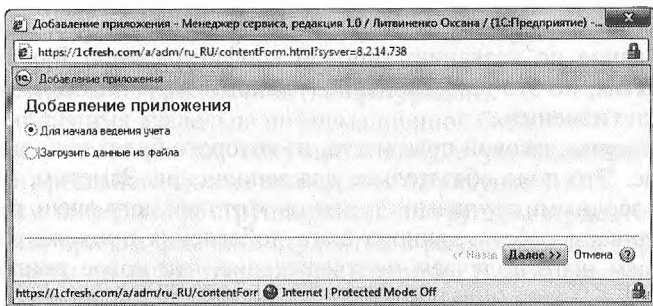 Добавление приложения - Менеджер сервиса, редакция 1.0 / Литвиненко Оксана / (1С:Предприятие) -...
https://1cfresh.com/a/adm/ru_RU/contentForm.html?sysver=8.2.14.738
Добавление приложения
Добавление приложения
Для начала ведения учета
Загрузить данные из файла
<< Назад Далее >> Отмена ?
https://1cfresh.com/a/adm/ru_RU/contentForr Internet | Protected Mode: Off